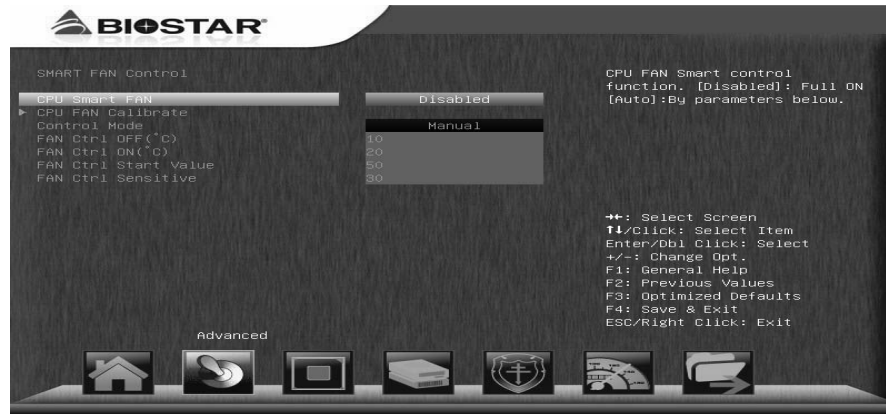 BIOSTAR
SMART FAN Control
CPU Smart FAN Disabled
▶ CPU FAN Calibrate
Control Mode Manual
FAN Ctrl OFF(°C) 10
FAN Ctrl ON(°C) 20
FAN Ctrl Start Value 50
FAN Ctrl Sensitive 30
CPU FAN Smart control
function. [Disabled]: Full ON
[Auto]:By parameters below.
→←: Select Screen
↑↓/Click: Select Item
Enter/Dbl Click: Select
+/-: Change Opt.
F1: General Help
F2: Previous Values
F3: Optimized Defaults
F4: Save & Exit
ESC/Right Click: Exit
Advanced